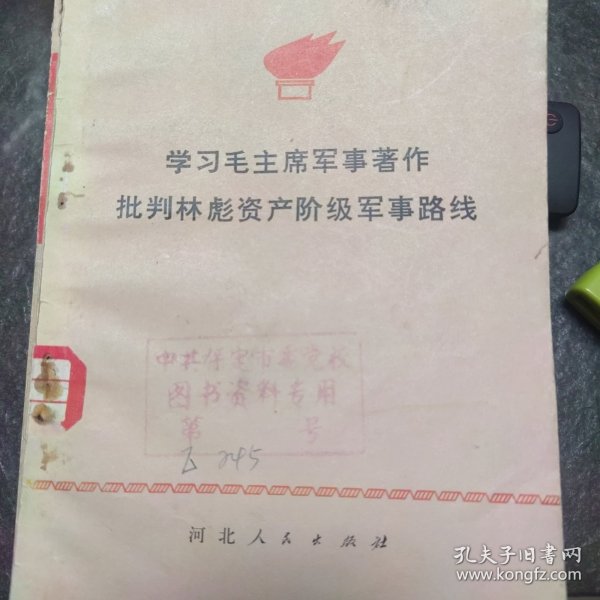 学习毛主席军事著作
批判林彪资产阶级军事路线
中共保定市委党校
图书资料专用
第 号
245
河北人民出版社
孔夫子旧书网
www.kongfz.com